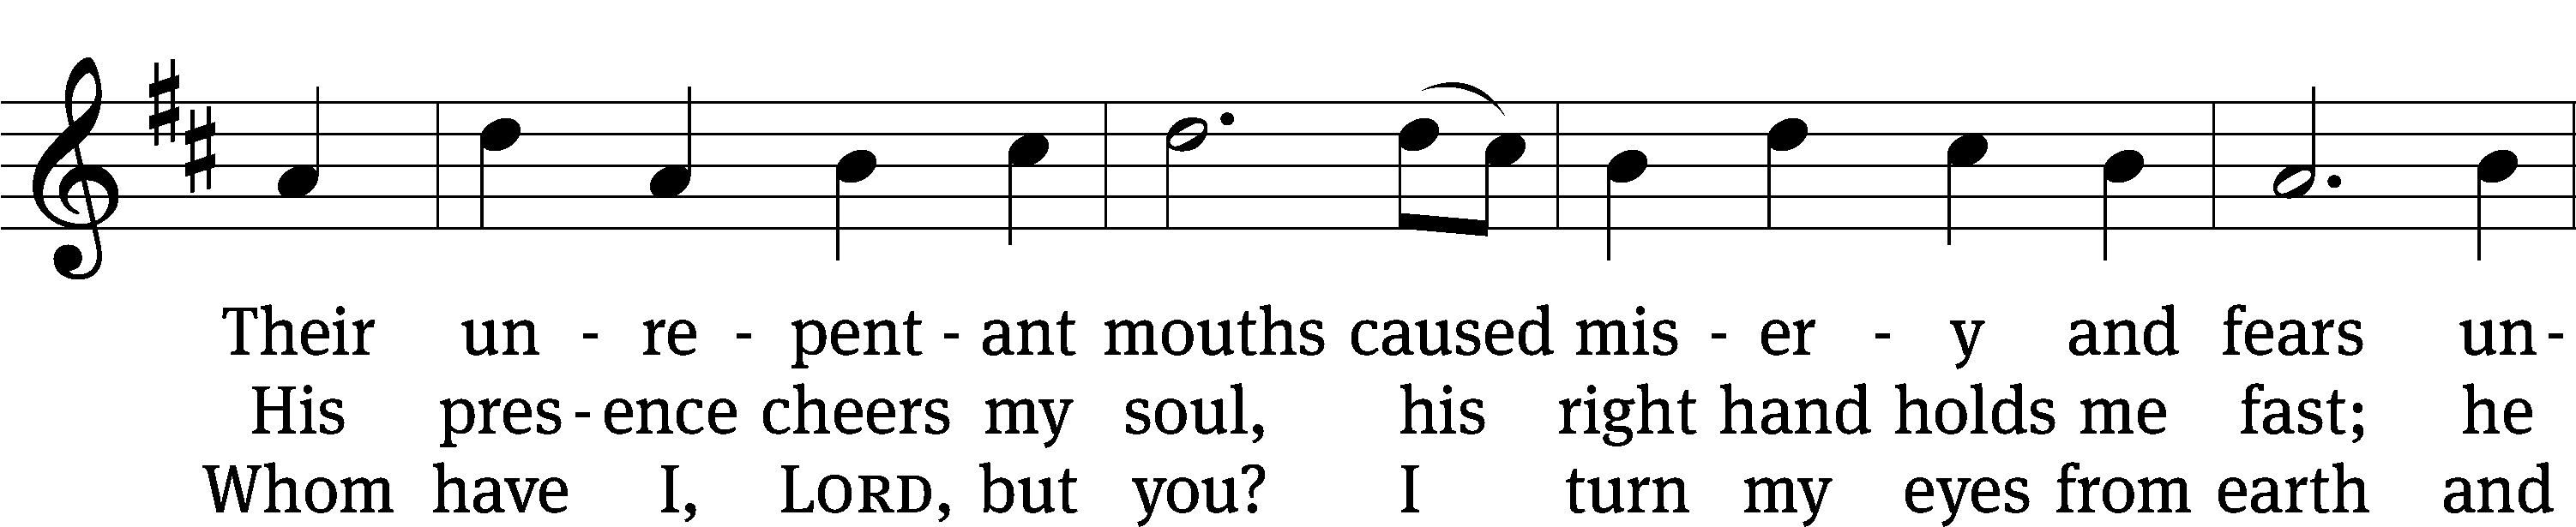 Their un - re - pent - ant mouths caused mis - er - y and fears un-
His pres - ence cheers my soul, his right hand holds me fast; he
Whom have I, LORD, but you? I turn my eyes from earth and